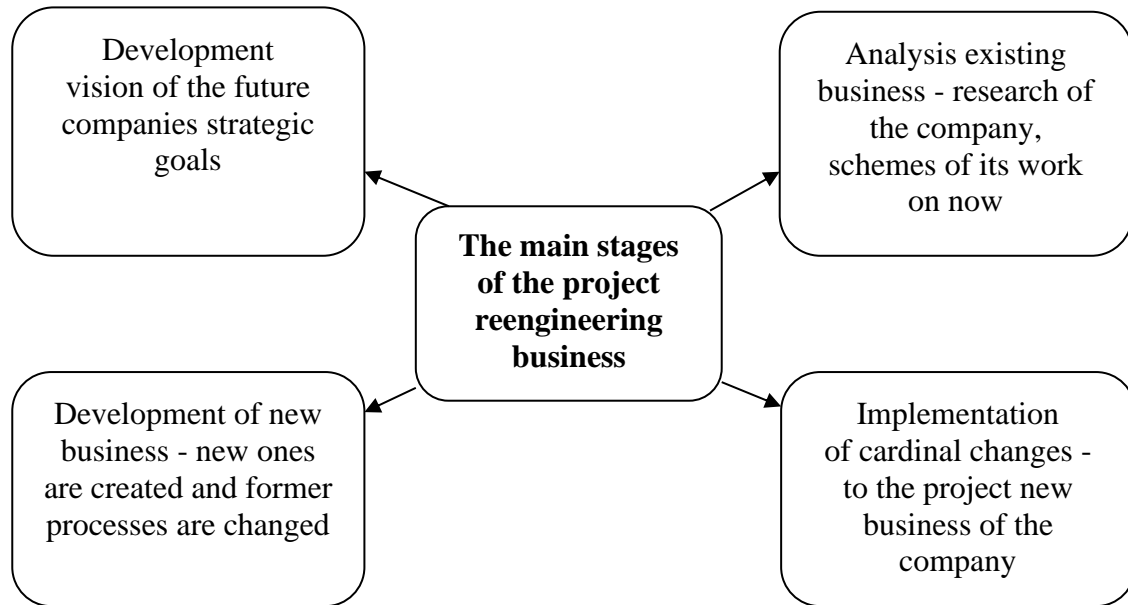 Development
vision of the future
companies strategic
goals
Analysis existing
business - research of
the company,
schemes of its work
on now
The main stages
of the project
reengineering
business
Development of new
business - new ones
are created and former
processes are changed
Implementation
of cardinal changes -
to the project new
business of the
company